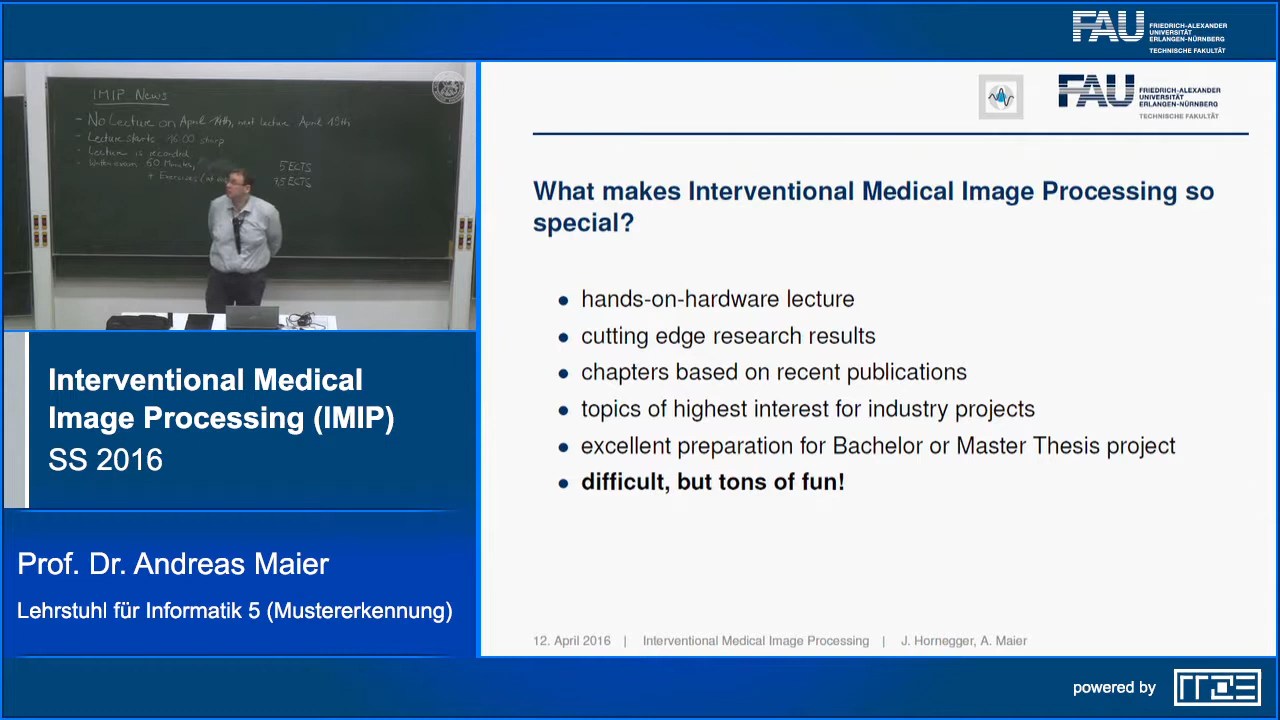 FAU
FRIEDRICH-ALEXANDER
UNIVERSITÄT
ERLANGEN-NÜRNBERG
TECHNISCHE FAKULTÄT
IMIP News
- No Lecture on April 14th, next lecture April 19th
- Lecture starts 16:00 sharp
- Lecture is recorded
- Written exam 60 Minutes, 5 ECTS
+ Exercises 7,5 ECTS
FAU
FRIEDRICH-ALEXANDER
UNIVERSITÄT
ERLANGEN-NÜRNBERG
TECHNISCHE FAKULTÄT
What makes Interventional Medical Image Processing so
special?
• hands-on-hardware lecture
• cutting edge research results
• chapters based on recent publications
• topics of highest interest for industry projects
• excellent preparation for Bachelor or Master Thesis project
• difficult, but tons of fun!
12. April 2016 | Interventional Medical Image Processing | J. Hornegger, A. Maier
Interventional Medical
Image Processing (IMIP)
SS 2016
Prof. Dr. Andreas Maier
Lehrstuhl für Informatik 5 (Mustererkennung)
powered by